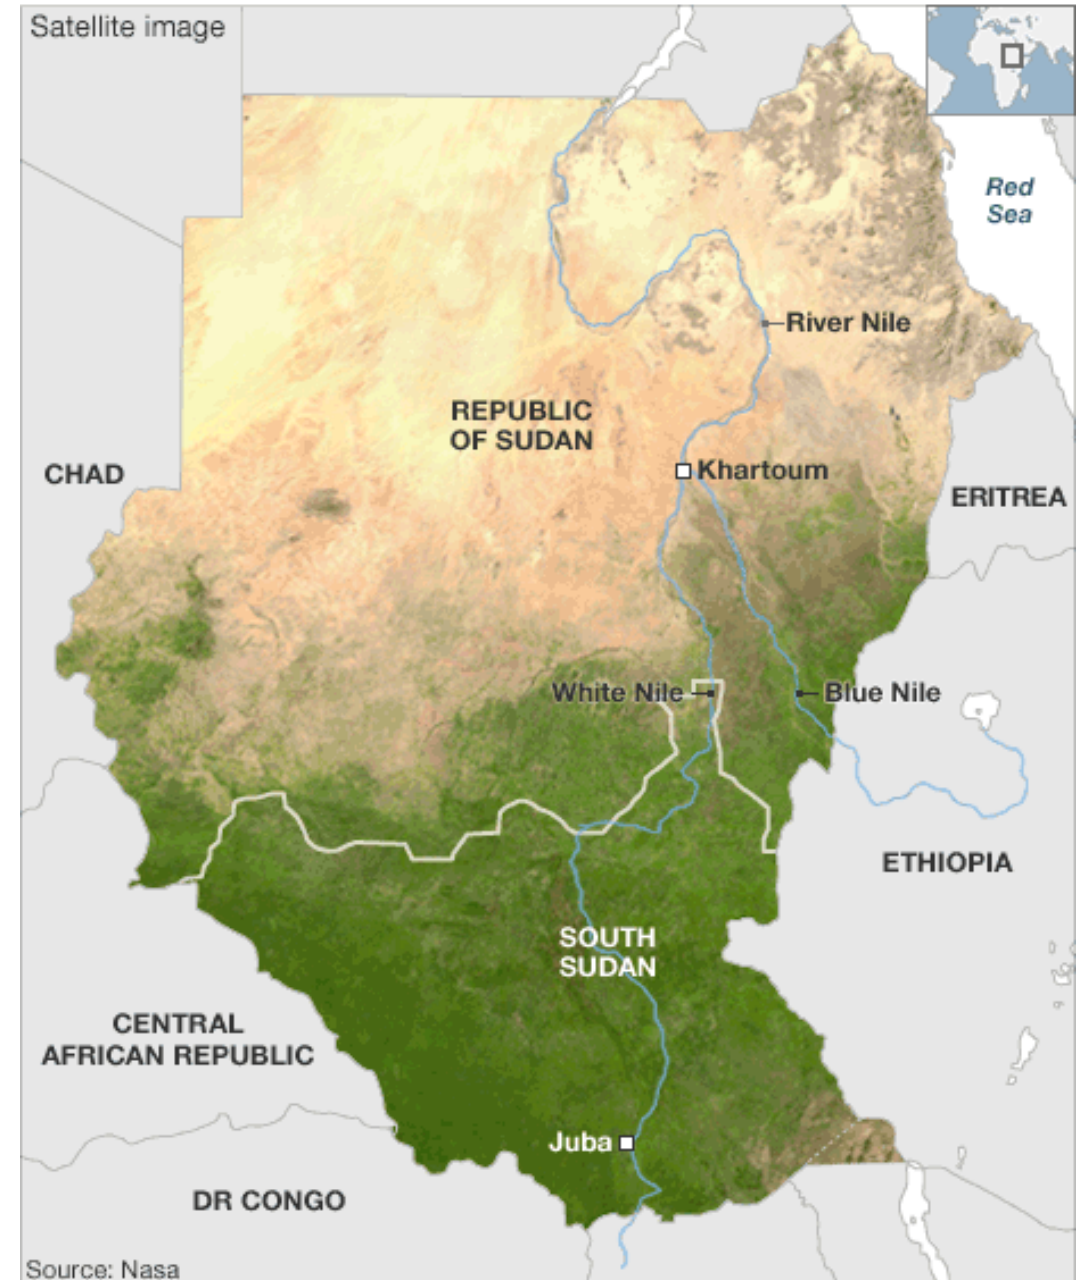 Satellite image
Red
Sea
River Nile
REPUBLIC
OF SUDAN
Khartoum
CHAD
ERITREA
White Nile
Blue Nile
ETHIOPIA
SOUTH
SUDAN
CENTRAL
AFRICAN REPUBLIC
Juba
DR CONGO
Source: Nasa